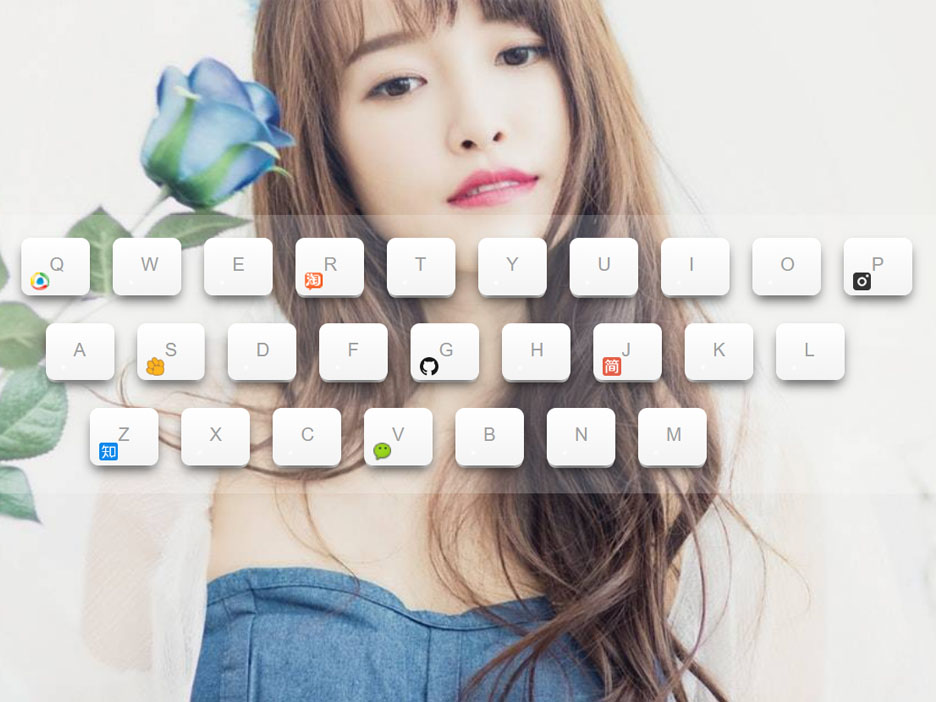 Q W E R T Y U I O P
淘
A S D F G H J K L
简
Z X C V B N M
知